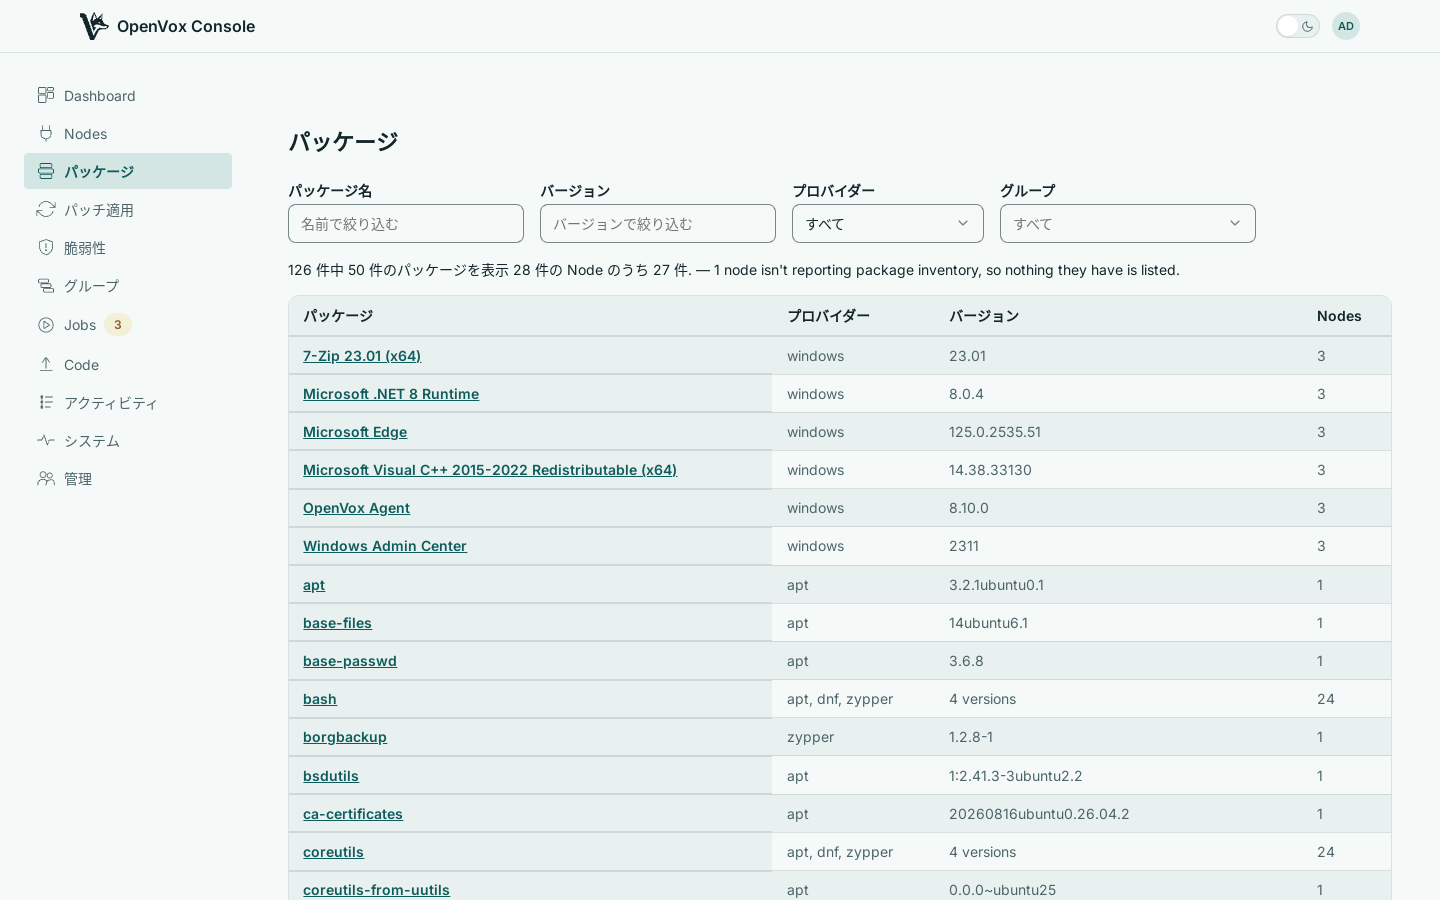 OpenVox Console
AD
Dashboard
Nodes
パッケージ
パッチ適用
脆弱性
グループ
Jobs 3
Code
アクティビティ
システム
管理
パッケージ
パッケージ名 バージョン プロバイダー グループ
名前で絞り込む バージョンで絞り込む すべて すべて
126 件中 50 件のパッケージを表示 28 件の Node のうち 27 件. — 1 node isn't reporting package inventory, so nothing they have is listed.
パッケージ プロバイダー バージョン Nodes
7-Zip 23.01 (x64) windows 23.01 3
Microsoft .NET 8 Runtime windows 8.0.4 3
Microsoft Edge windows 125.0.2535.51 3
Microsoft Visual C++ 2015-2022 Redistributable (x64) windows 14.38.33130 3
OpenVox Agent windows 8.10.0 3
Windows Admin Center windows 2311 3
apt apt 3.2.1ubuntu0.1 1
base-files apt 14ubuntu6.1 1
base-passwd apt 3.6.8 1
bash apt, dnf, zypper 4 versions 24
borgbackup zypper 1.2.8-1 1
bsdutils apt 1:2.41.3-3ubuntu2.2 1
ca-certificates apt 20260816ubuntu0.26.04.2 1
coreutils apt, dnf, zypper 4 versions 24
coreutils-from-uutils apt 0.0.0~ubuntu25 1